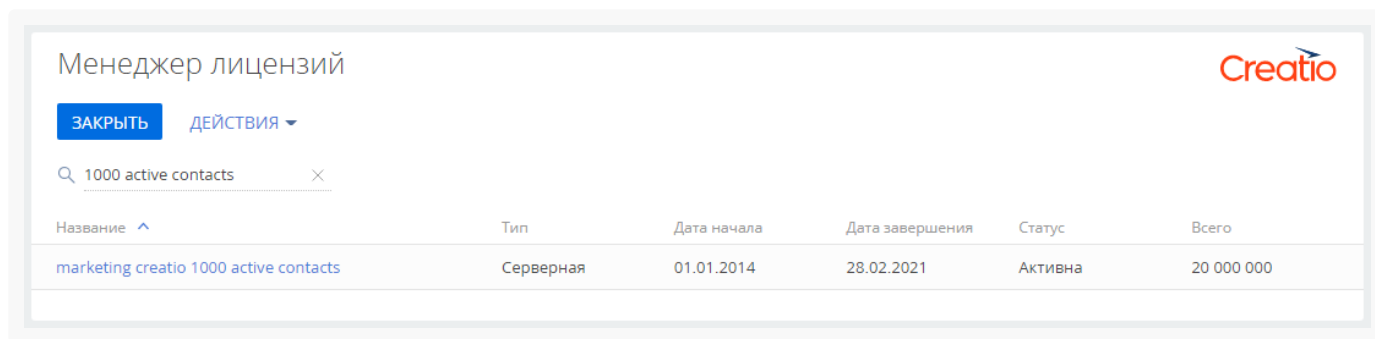 Менеджер лицензий
Creatio
ЗАКРЫТЬ ДЕЙСТВИЯ
1000 active contacts
Название Тип Дата начала Дата завершения Статус Всего
marketing creatio 1000 active contacts Серверная 01.01.2014 28.02.2021 Активна 20 000 000